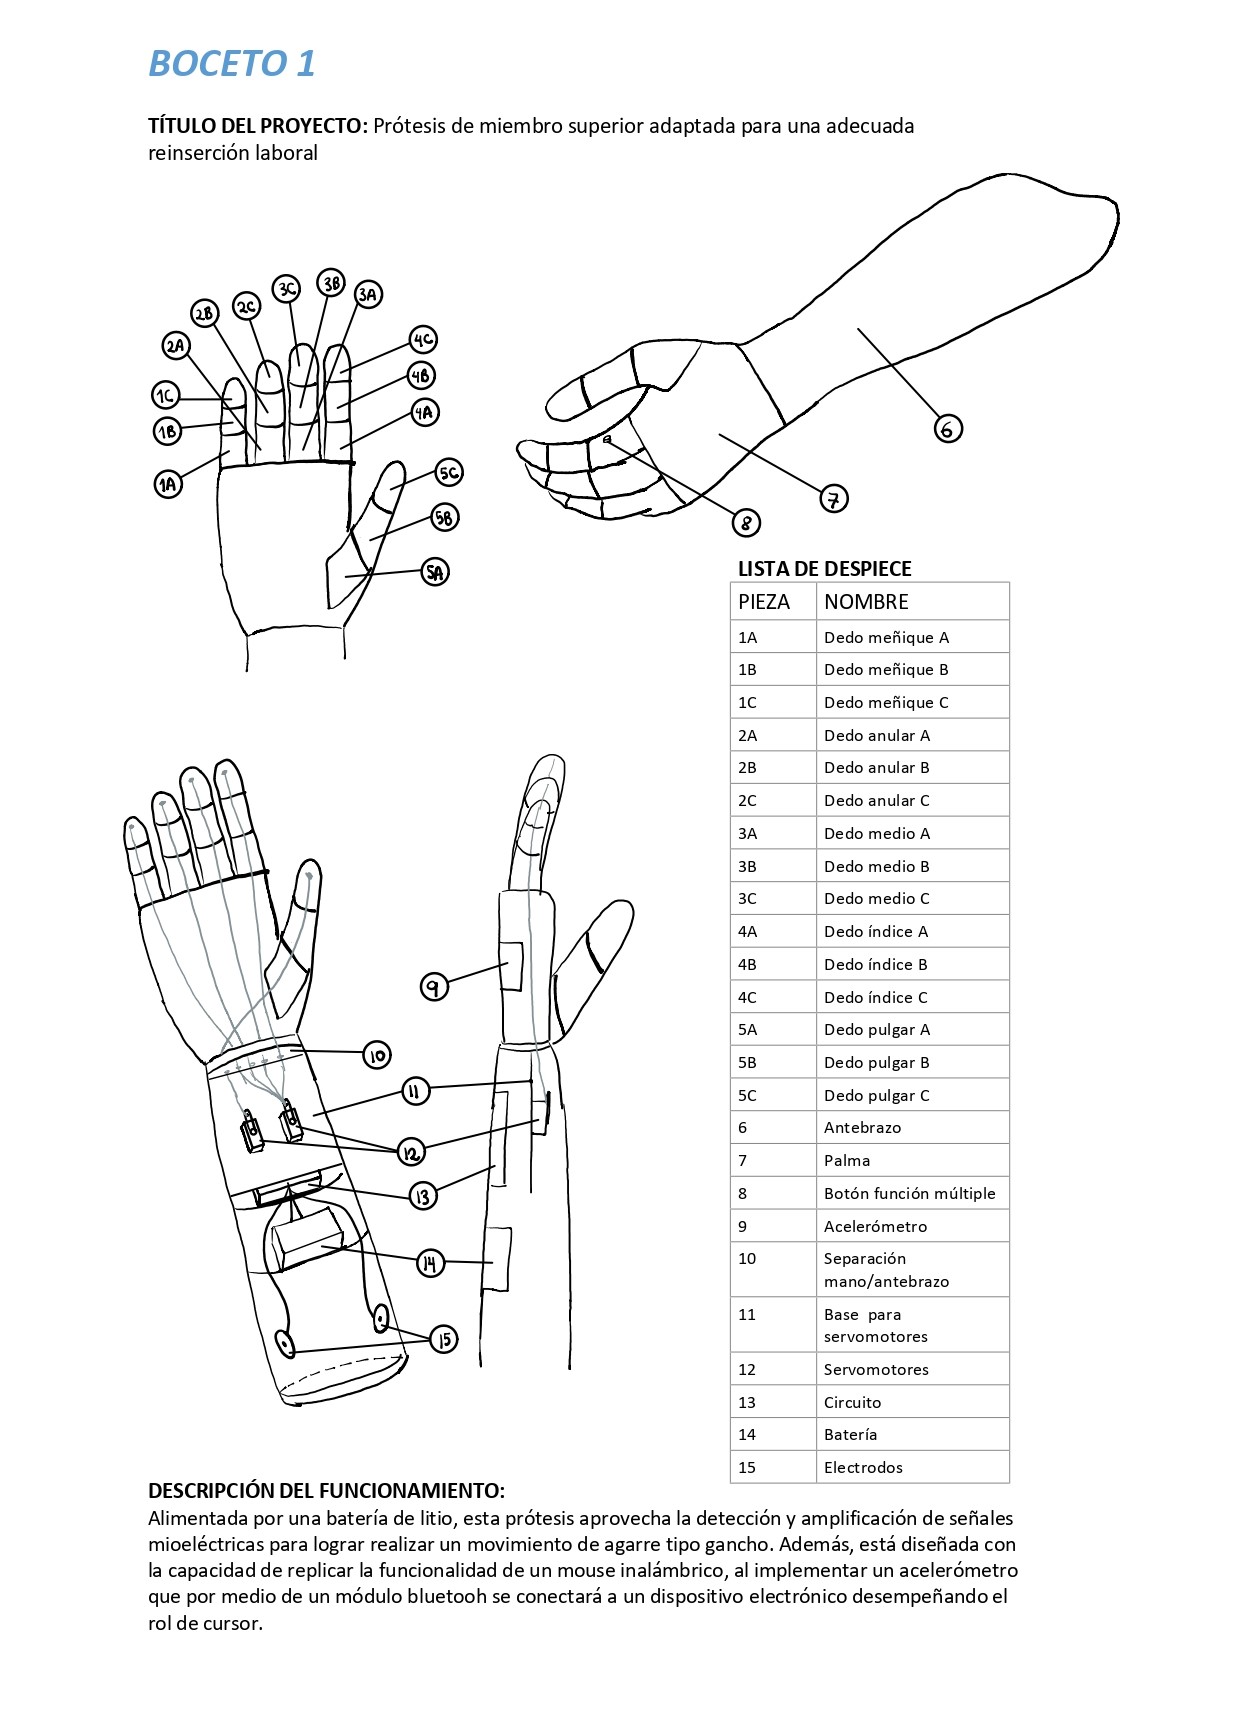 BOCETO 1
TÍTULO DEL PROYECTO: Prótesis de miembro superior adaptada para una adecuada
reinserción laboral
3C
3B
3A
2C
2B
2A
1C
1B
1A
4C
4B
4A
5C
5B
5A
6
7
8
LISTA DE DESPIECE
PIEZA NOMBRE
1A Dedo meñique A
1B Dedo meñique B
1C Dedo meñique C
2A Dedo anular A
2B Dedo anular B
2C Dedo anular C
3A Dedo medio A
3B Dedo medio B
3C Dedo medio C
4A Dedo índice A
4B Dedo índice B
4C Dedo índice C
5A Dedo pulgar A
5B Dedo pulgar B
5C Dedo pulgar C
6 Antebrazo
7 Palma
8 Botón función múltiple
9 Acelerómetro
10 Separación
mano/antebrazo
11 Base para
servomotores
12 Servomotores
13 Circuito
14 Batería
15 Electrodos
9
10
11
12
13
14
15
DESCRIPCIÓN DEL FUNCIONAMIENTO:
Alimentada por una batería de litio, esta prótesis aprovecha la detección y amplificación de señales
mioeléctricas para lograr realizar un movimiento de agarre tipo gancho. Además, está diseñada con
la capacidad de replicar la funcionalidad de un mouse inalámbrico, al implementar un acelerómetro
que por medio de un módulo bluetooh se conectará a un dispositivo electrónico desempeñando el
rol de cursor.